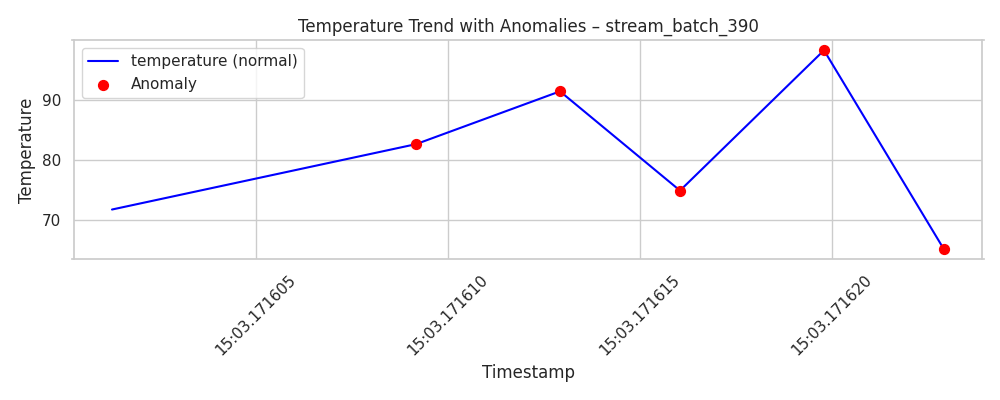 Temperature Trend with Anomalies – stream_batch_390
temperature (normal)
Anomaly
Temperature
90
80
70
15:03.171605
15:03.171610
15:03.171615
15:03.171620
Timestamp